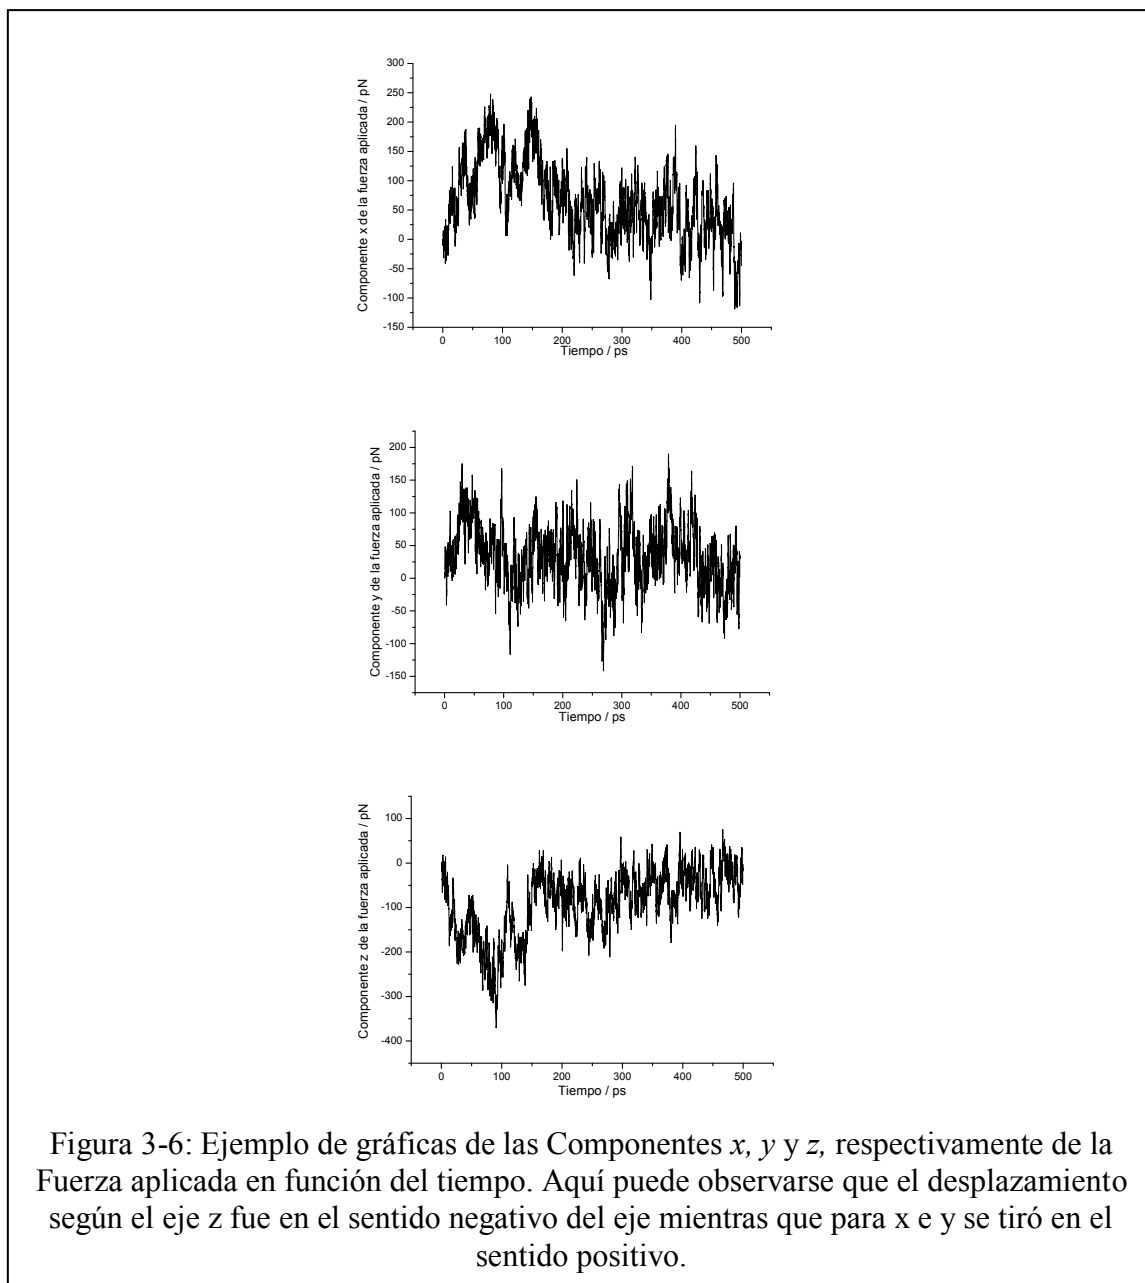 300
250
200
150
100
50
0
-50
-100
-150
Componente x de la fuerza aplicada / pN
0 100 200 300 400 500
Tiempo / ps
200
150
100
50
0
-50
-100
-150
Componente y de la fuerza aplicada / pN
0 100 200 300 400 500
Tiempo / ps
100
0
-100
-200
-300
-400
Componente z de la fuerza aplicada / pN
0 100 200 300 400 500
Tiempo / ps
Figura 3-6: Ejemplo de gráficas de las Componentes x, y y z, respectivamente de la
Fuerza aplicada en función del tiempo. Aquí puede observarse que el desplazamiento
según el eje z fue en el sentido negativo del eje mientras que para x e y se tiró en el
sentido positivo.